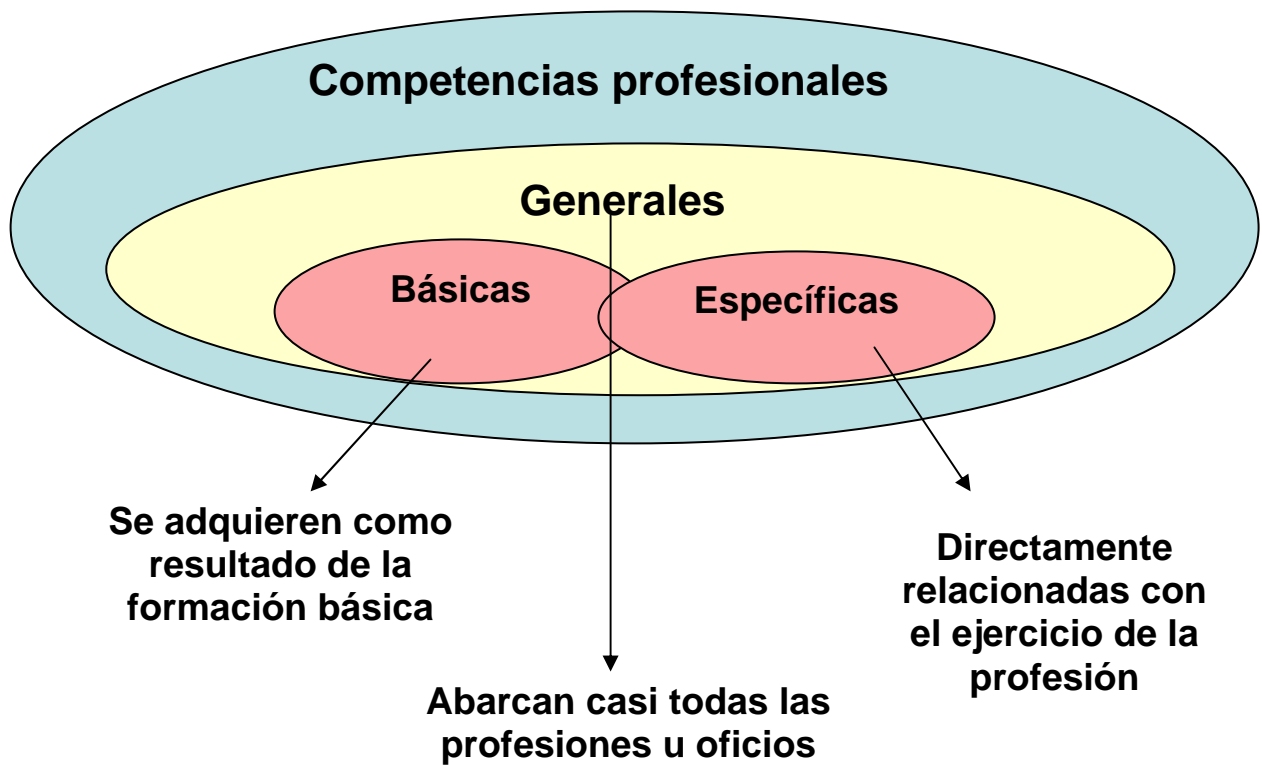 Competencias profesionales
Generales
Básicas
Específicas
Se adquieren como
resultado de la
formación básica
Directamente
relacionadas con
el ejercicio de la
profesión
Abarcan casi todas las
profesiones u oficios